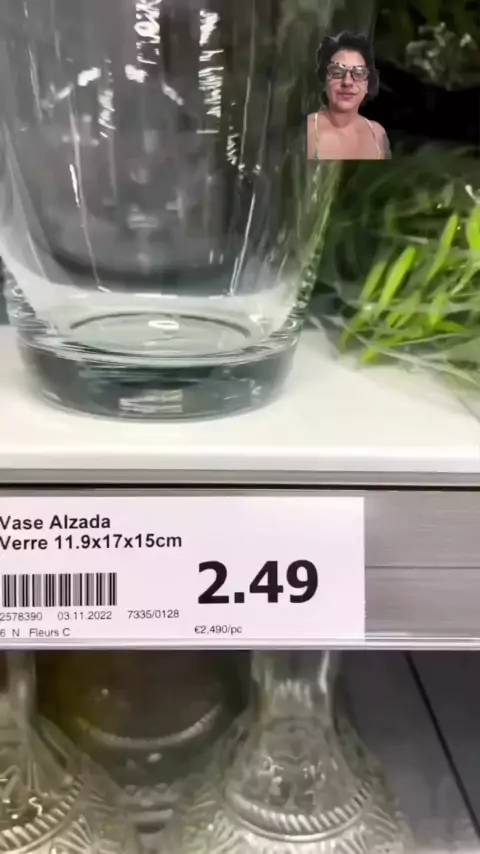 Vase Alzada
Verre 11.9x17x15cm
2.49
2578390 03.11.2022 7335/0128
6 N Fleurs C
€2,490/pc